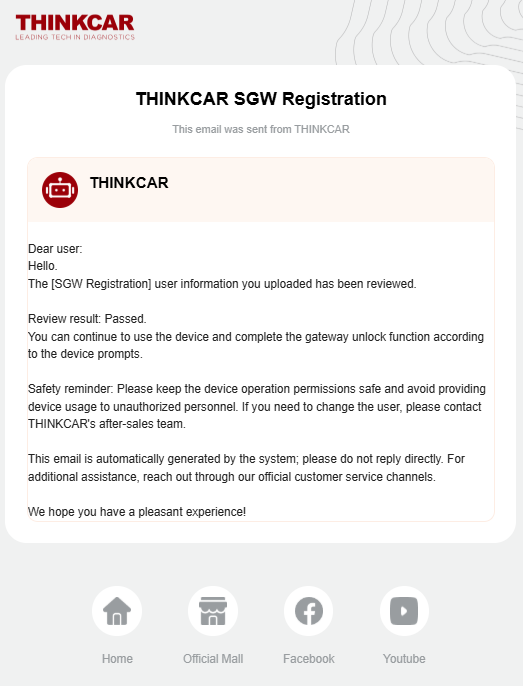 THINKCAR
LEADING TECH IN DIAGNOSTICS
THINKCAR SGW Registration
This email was sent from THINKCAR
THINKCAR
Dear user:
Hello.
The [SGW Registration] user information you uploaded has been reviewed.
Review result: Passed.
You can continue to use the device and complete the gateway unlock function according
to the device prompts.
Safety reminder: Please keep the device operation permissions safe and avoid providing
device usage to unauthorized personnel. If you need to change the user, please contact
THINKCAR's after-sales team.
This email is automatically generated by the system; please do not reply directly. For
additional assistance, reach out through our official customer service channels.
We hope you have a pleasant experience!
Home
Official Mall
Facebook
Youtube